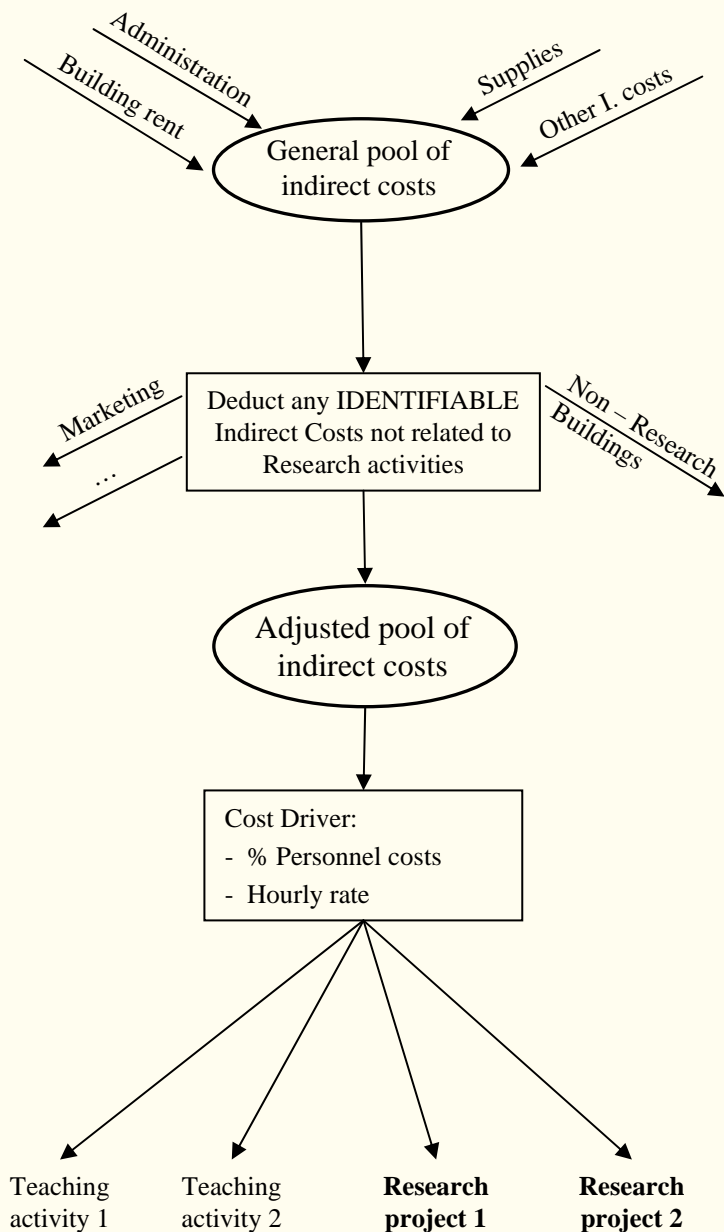 Administration
Building rent
Supplies
Other I. costs
General pool of
indirect costs
Marketing
...
Deduct any IDENTIFIABLE
Indirect Costs not related to
Research activities
Non – Research
Buildings
Adjusted pool of
indirect costs
Cost Driver:
- % Personnel costs
- Hourly rate
Teaching
activity 1
Teaching
activity 2
Research
project 1
Research
project 2